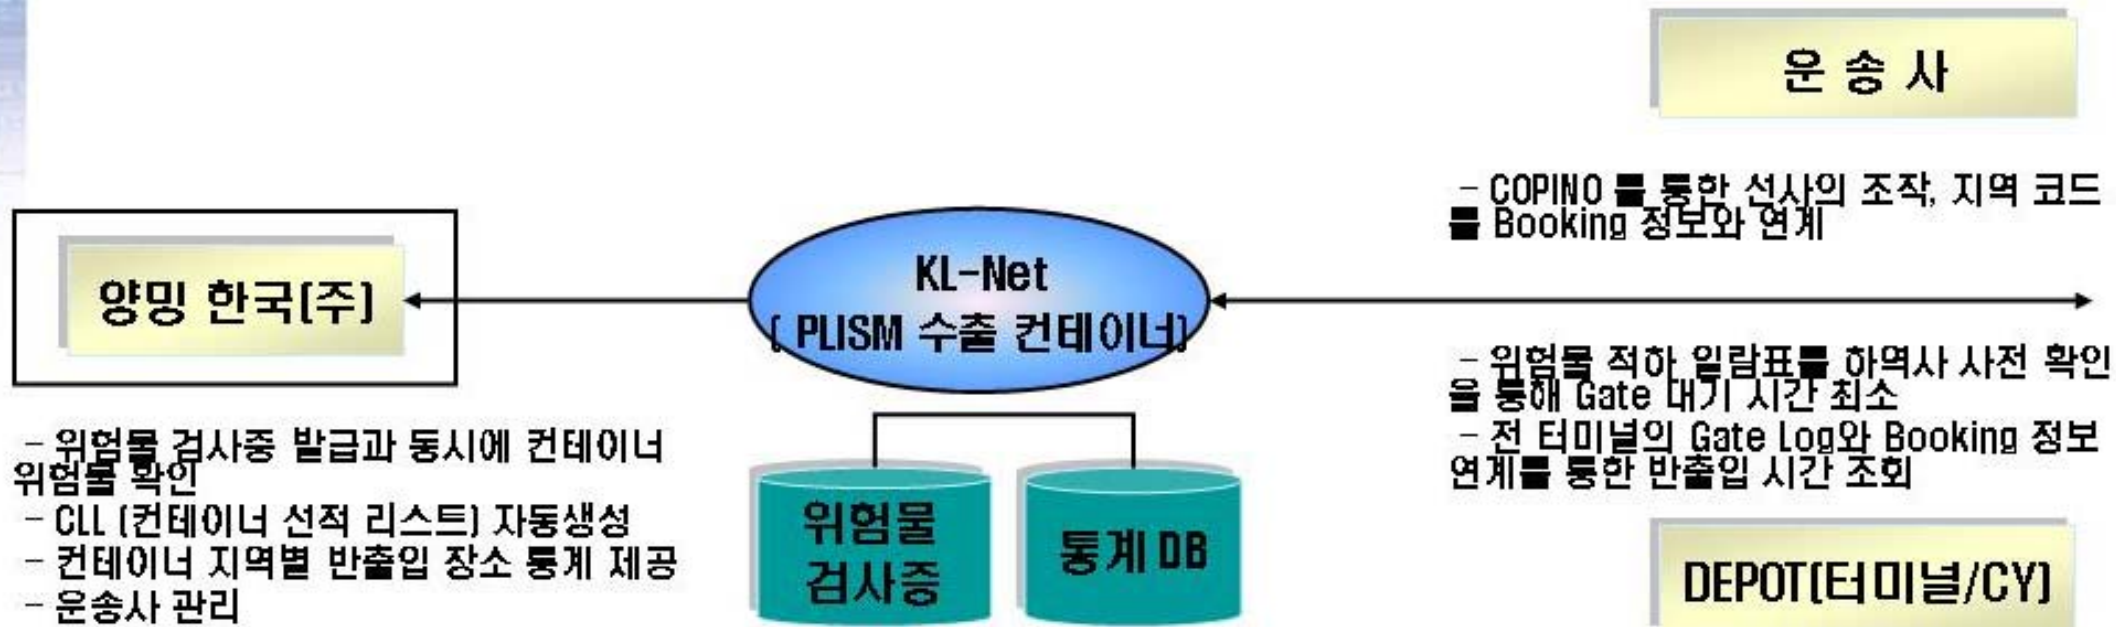 운 송 사
- COPINO 를 통한 선사의 조작, 지역 코드
를 Booking 정보와 연계
양밍 한국(주)
KL-Net
( PLISM 수출 컨테이너)
- 위험물 적하 일람표를 하역사 사전 확인
을 통해 Gate 대기 시간 최소
- 전 터미널의 Gate Log와 Booking 정보
연계를 통한 반출입 시간 조회
- 위험물 검사증 발급과 동시에 컨테이너
위험물 확인
- CLL (컨테이너 선적 리스트) 자동생성
- 컨테이너 지역별 반출입 장소 통계 제공
- 운송사 관리
위험물
검사증
통계 DB
DEPOT(터미널/CY)